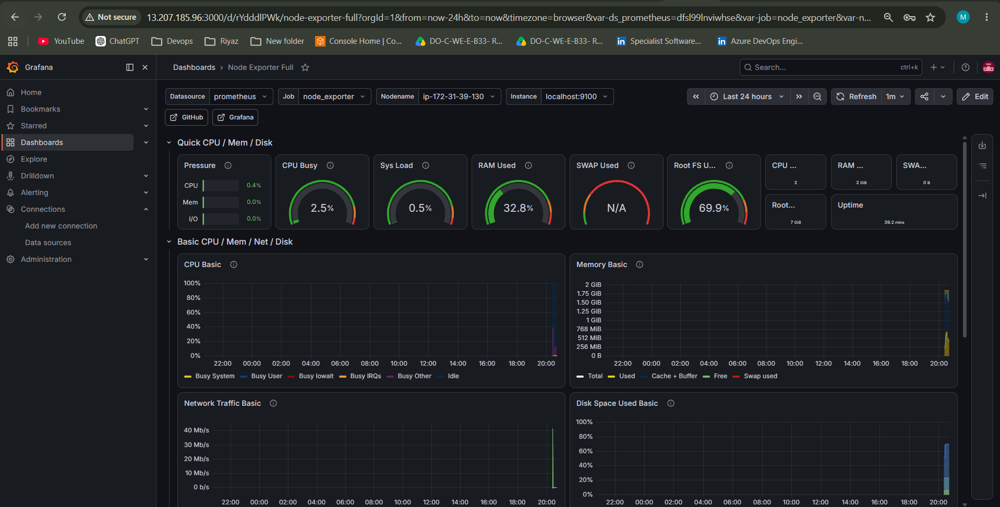 Not secure 13.207.185.96:3000/d/rYdddlPWk/node-exporter-full?orgId=1&from=now-24h&to=now&timezone=browser&var-ds_prometheus=dfsl99lnviwhse&var-job=node_exporter&var-n...
M
YouTube ChatGPT Devops Riyaz New folder Console Home | Co... DO-C-WE-E-B33- R... DO-C-WE-E-B33- R... Specialist Software... Azure DevOps Engi...
Grafana
Dashboards › Node Exporter Full
Search... ctrl+k
Home
Bookmarks
Starred
Dashboards
Explore
Drilldown
Alerting
Connections
Add new connection
Data sources
Administration
Datasource prometheus Job node_exporter Nodename ip-172-31-39-130 Instance localhost:9100
Last 24 hours Refresh 1m Edit
GitHub Grafana
Quick CPU / Mem / Disk
Pressure
CPU 0.4%
Mem 0.0%
I/O 0.0%
CPU Busy
2.5%
Sys Load
0.5%
RAM Used
32.8%
SWAP Used
N/A
Root FS U...
69.9%
CPU ...
2
RAM ...
2 GiB
SWA...
0 B
Root...
7 GiB
Uptime
39.2 mins
Basic CPU / Mem / Net / Disk
CPU Basic
100%
80%
60%
40%
20%
0%
22:00 00:00 02:00 04:00 06:00 08:00 10:00 12:00 14:00 16:00 18:00 20:00
Busy System Busy User Busy Iowait Busy IRQs Busy Other Idle
Memory Basic
2 GiB
1.75 GiB
1.50 GiB
1.25 GiB
1 GiB
768 MiB
512 MiB
256 MiB
0 B
22:00 00:00 02:00 04:00 06:00 08:00 10:00 12:00 14:00 16:00 18:00 20:00
Total Used Cache + Buffer Free Swap used
Network Traffic Basic
40 Mb/s
30 Mb/s
20 Mb/s
10 Mb/s
0 b/s
22:00 00:00 02:00 04:00 06:00 08:00 10:00 12:00 14:00 16:00 18:00 20:00
Disk Space Used Basic
100%
80%
60%
40%
20%
0%
22:00 00:00 02:00 04:00 06:00 08:00 10:00 12:00 14:00 16:00 18:00 20:00